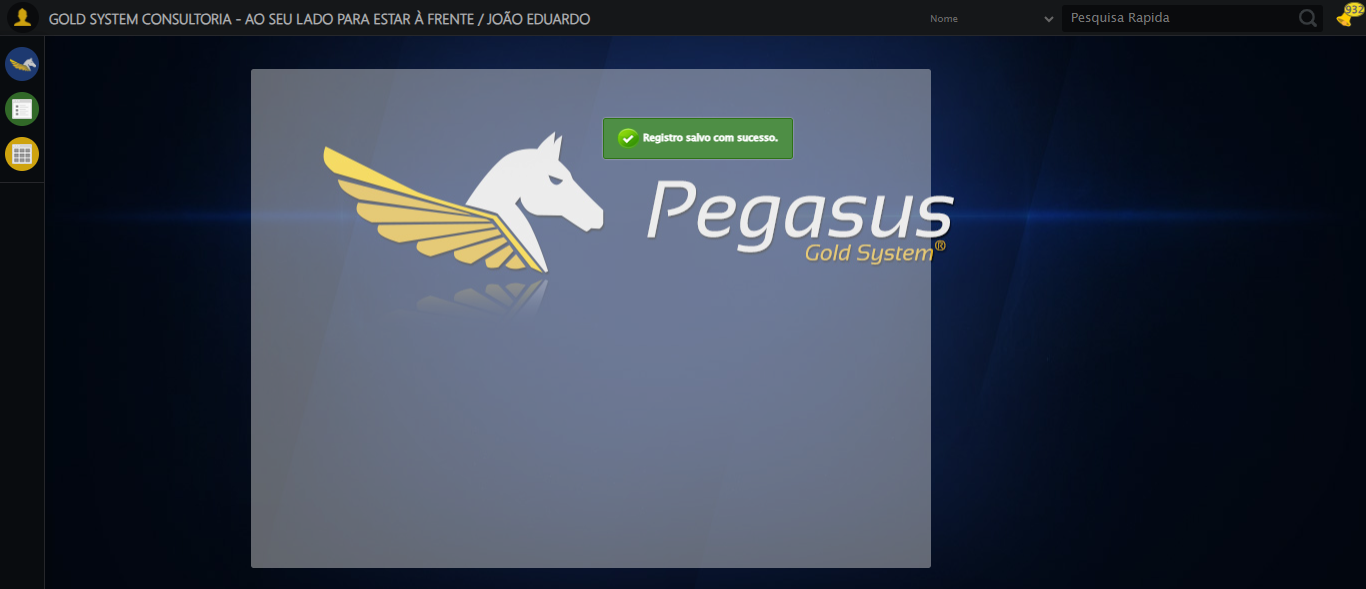 GOLD SYSTEM CONSULTORIA - AO SEU LADO PARA ESTAR À FRENTE / JOÃO EDUARDO
Nome
Pesquisa Rapida
932
Registro salvo com sucesso.
Pegasus
Gold System®